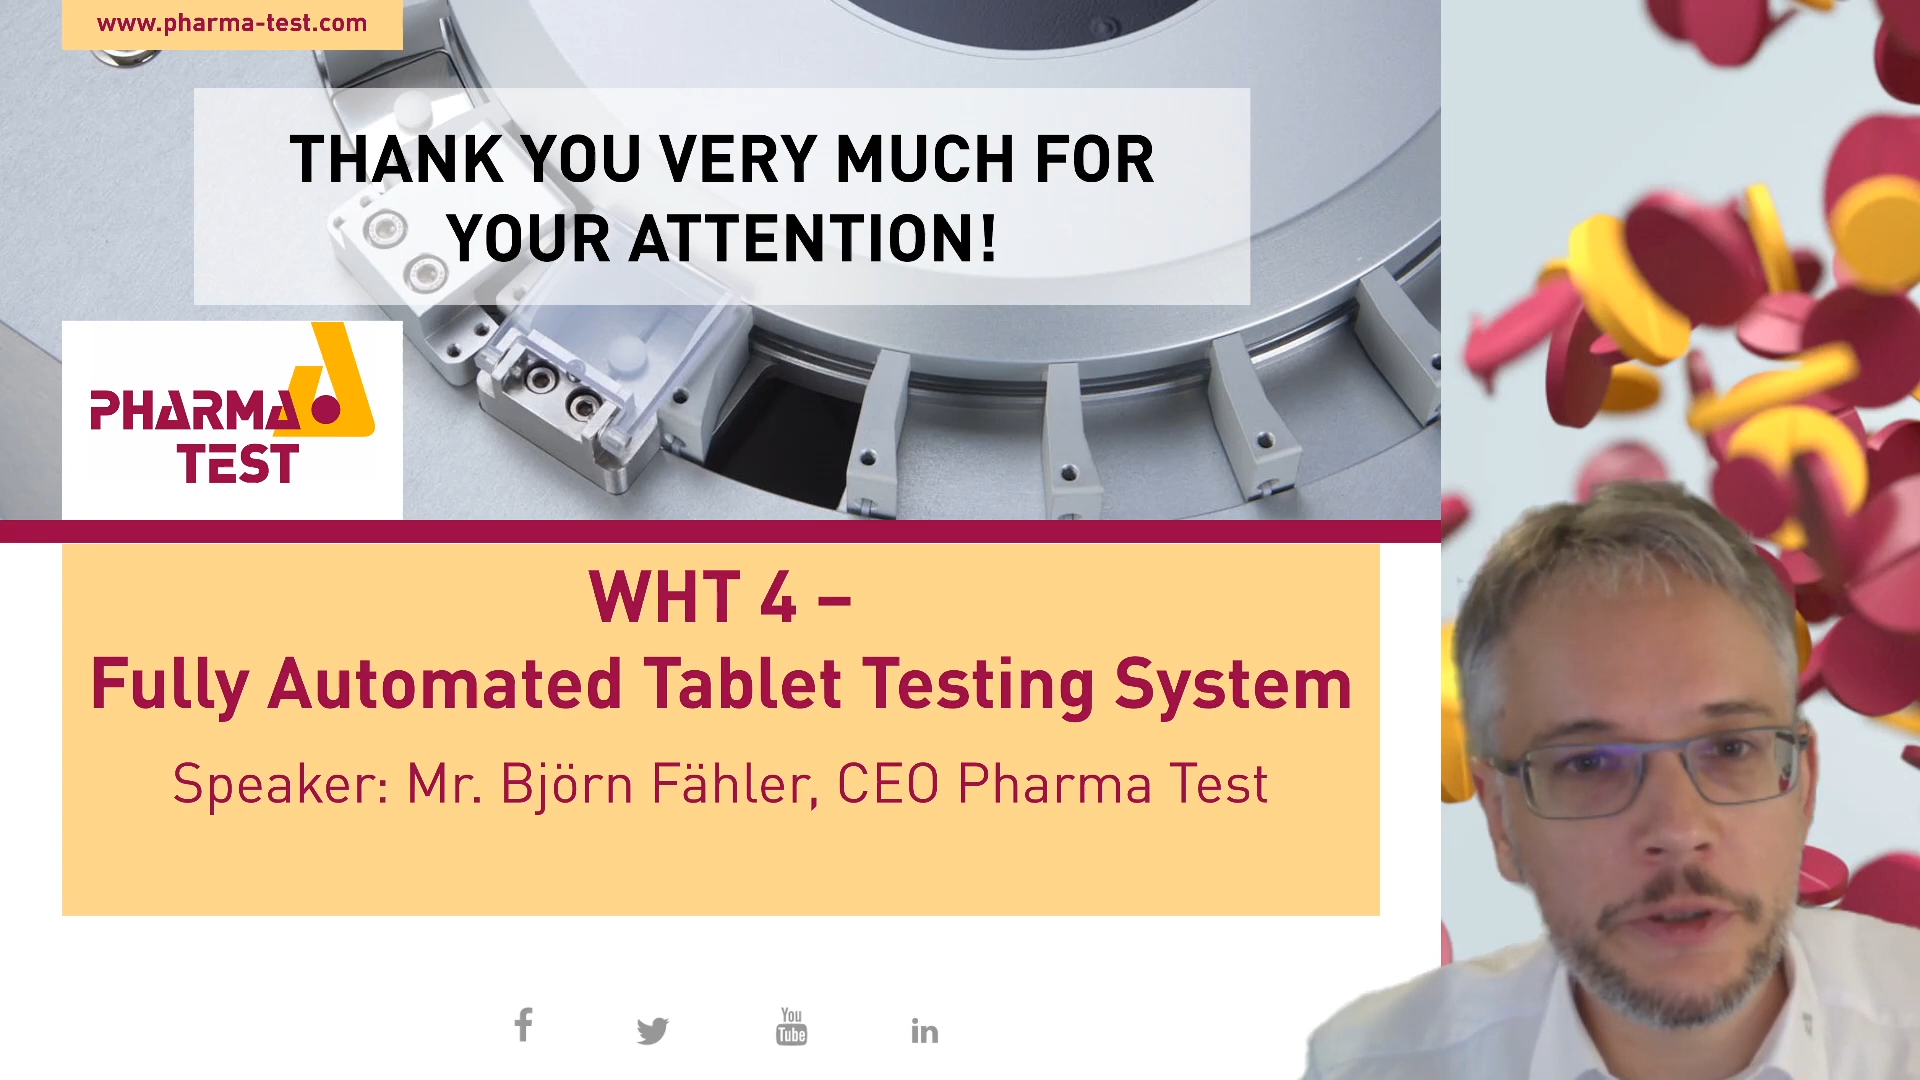 www.pharma-test.com
THANK YOU VERY MUCH FOR
YOUR ATTENTION!
PHARMA
TEST
WHT 4 –
Fully Automated Tablet Testing System
Speaker: Mr. Björn Fähler, CEO Pharma Test
f
You
Tube
in